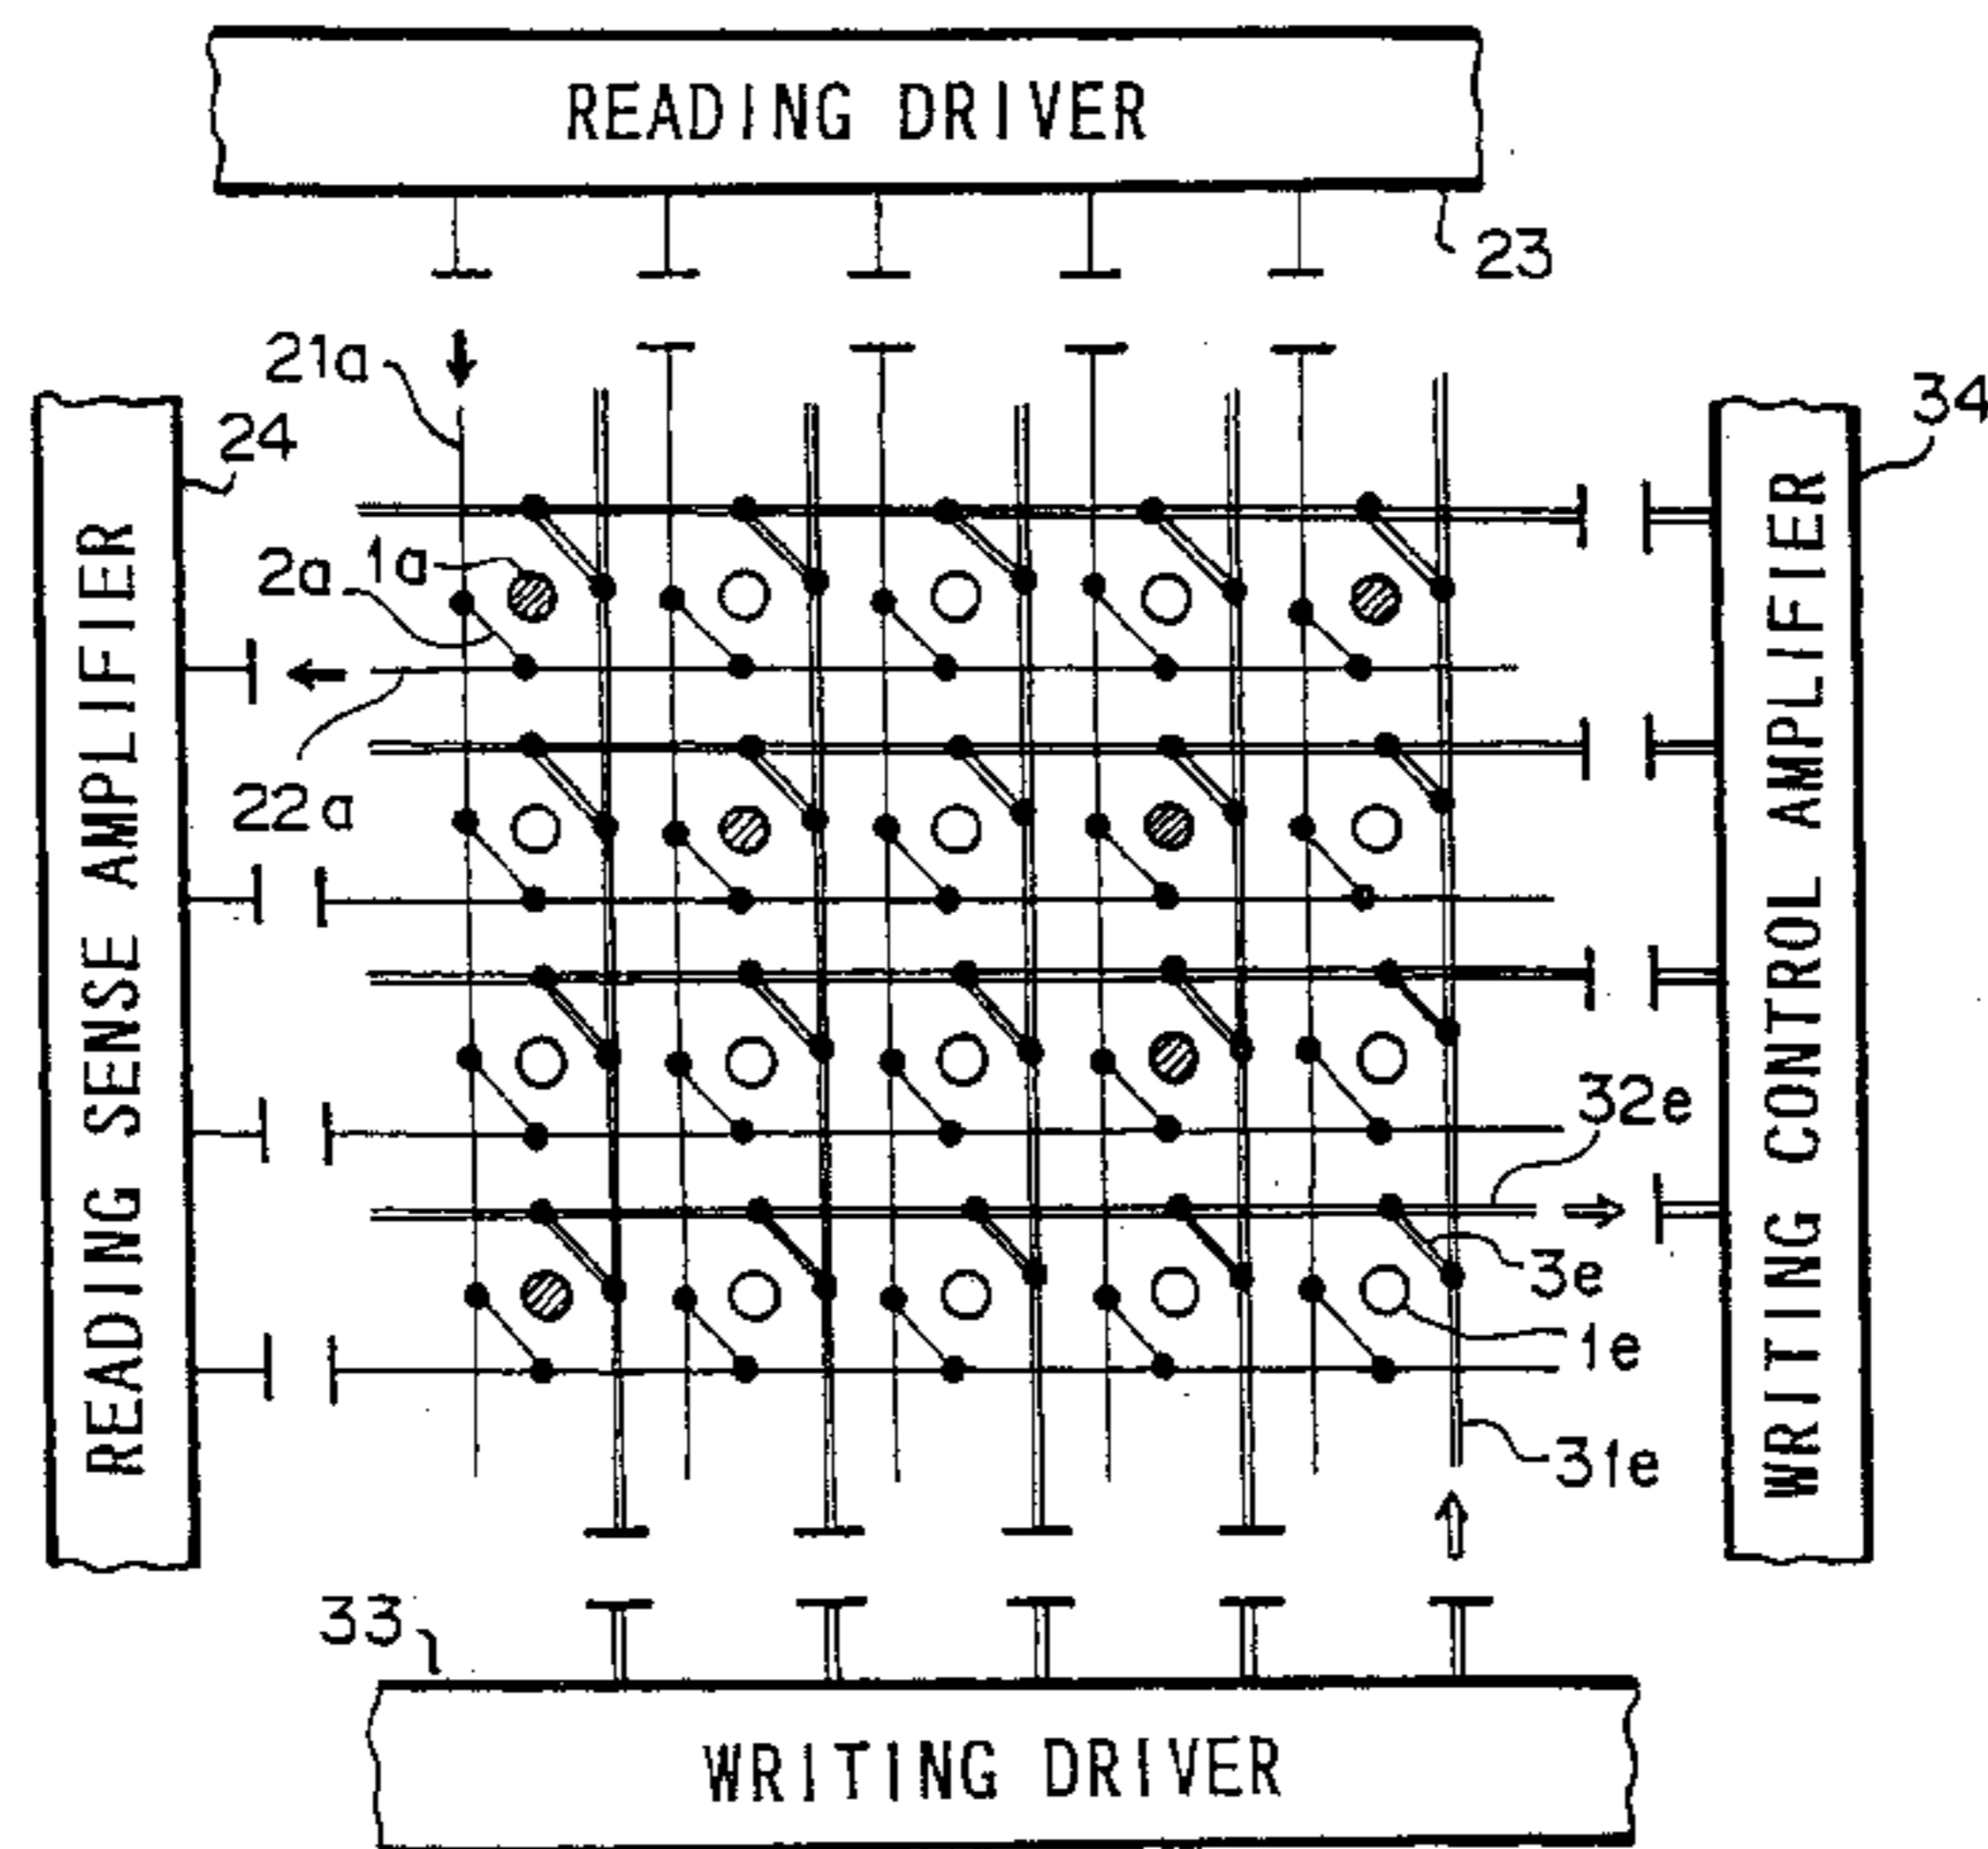 READING DRIVER
23
21a
24
34
2a
1a
22a
READING SENSE AMPLIFIER
WRITING CONTROL AMPLIFIER
32e
3e
1e
31e
33
WRITING DRIVER